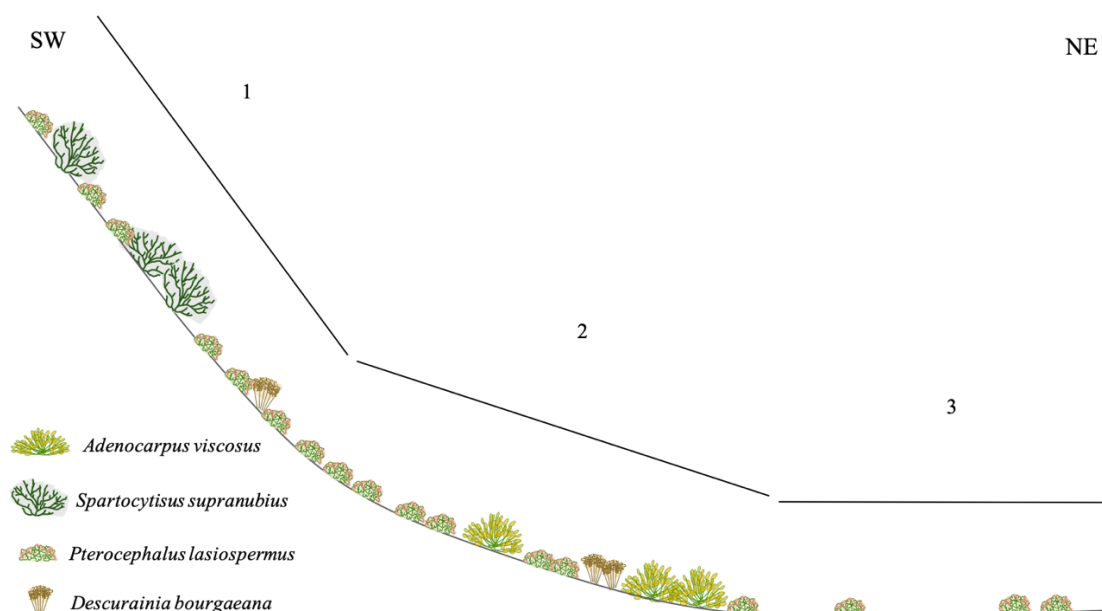 SW
NE
1
2
3
Adenocarpus viscosus
Spartocytisus supranubius
Pterocephalus lasiospermus
Descurainia bourgaeana